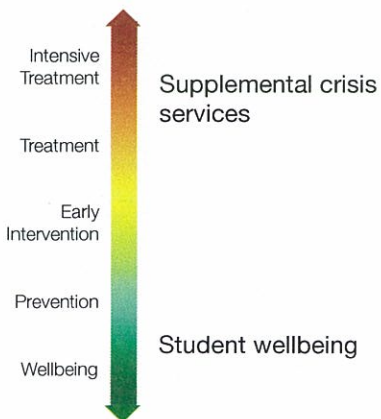 Intensive
Treatment
Supplemental crisis
services
Treatment
Early
Intervention
Prevention
Student wellbeing
Wellbeing